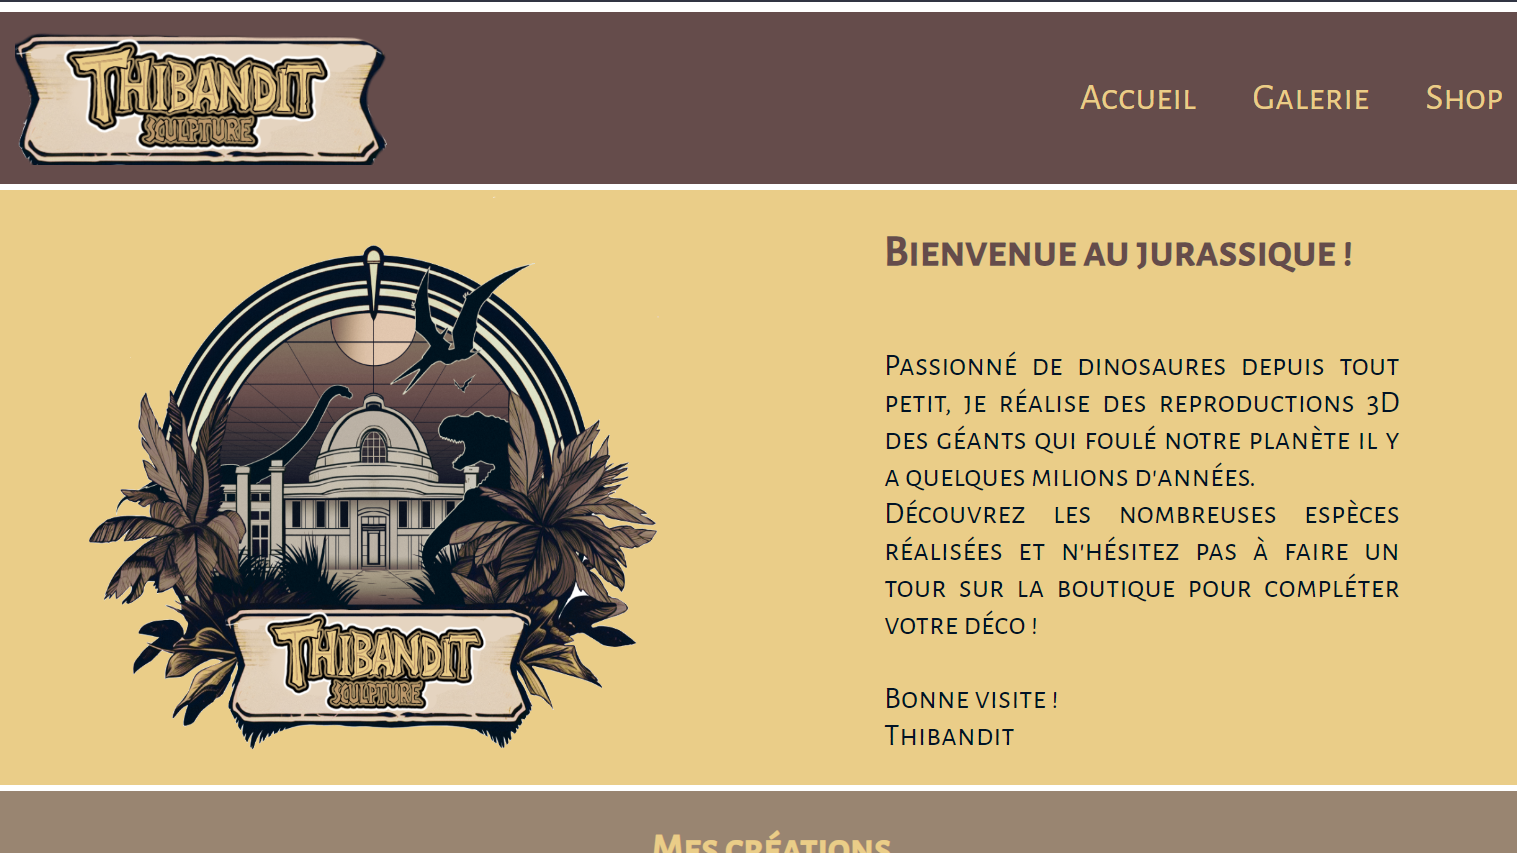 THIBANDIT
SCULPTURE
Accueil Galerie Shop
Bienvenue au jurassique !
Passionné de dinosaures depuis tout
petit, je réalise des reproductions 3D
des géants qui foulé notre planète il y
a quelques milions d'années.
Découvrez les nombreuses espèces
réalisées et n'hésitez pas à faire un
tour sur la boutique pour compléter
votre déco !
Bonne visite !
Thibandit
THIBANDIT
SCULPTURE
Mes créations